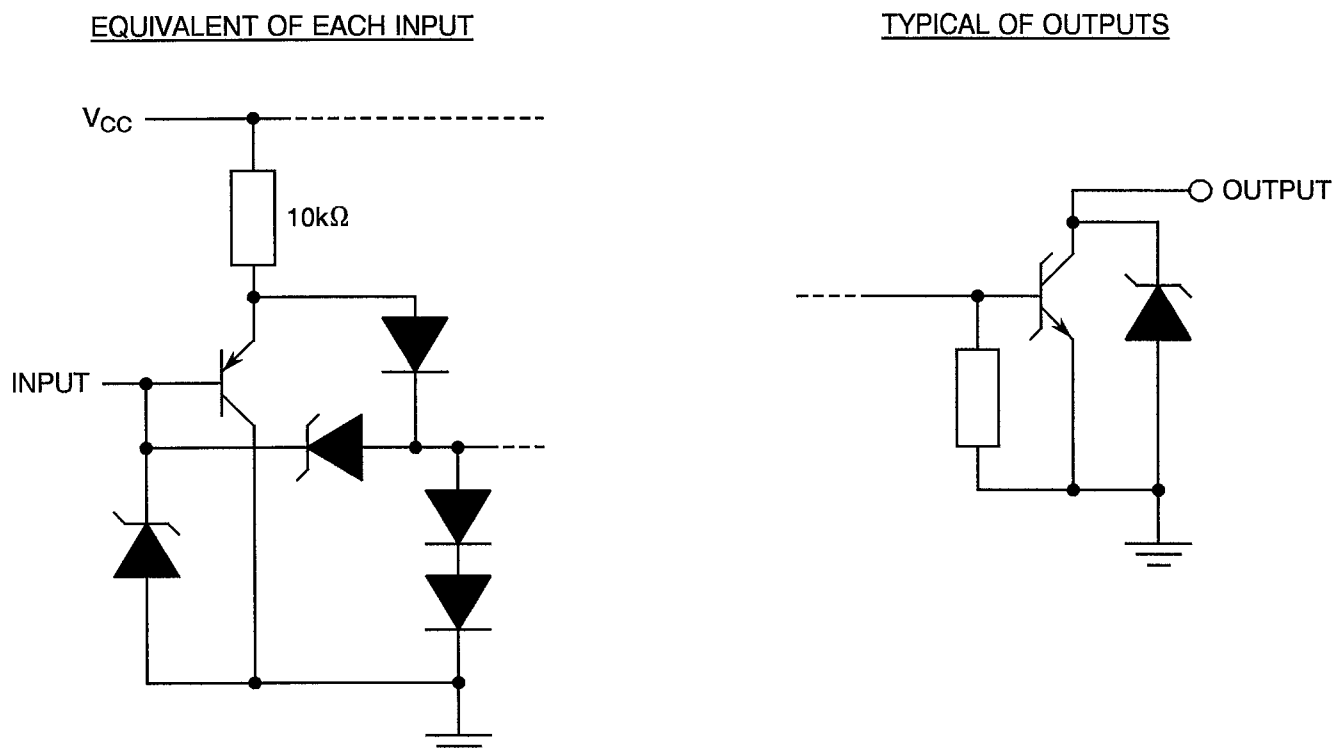 EQUIVALENT OF EACH INPUT
TYPICAL OF OUTPUTS
VCC
10kΩ
OUTPUT
INPUT